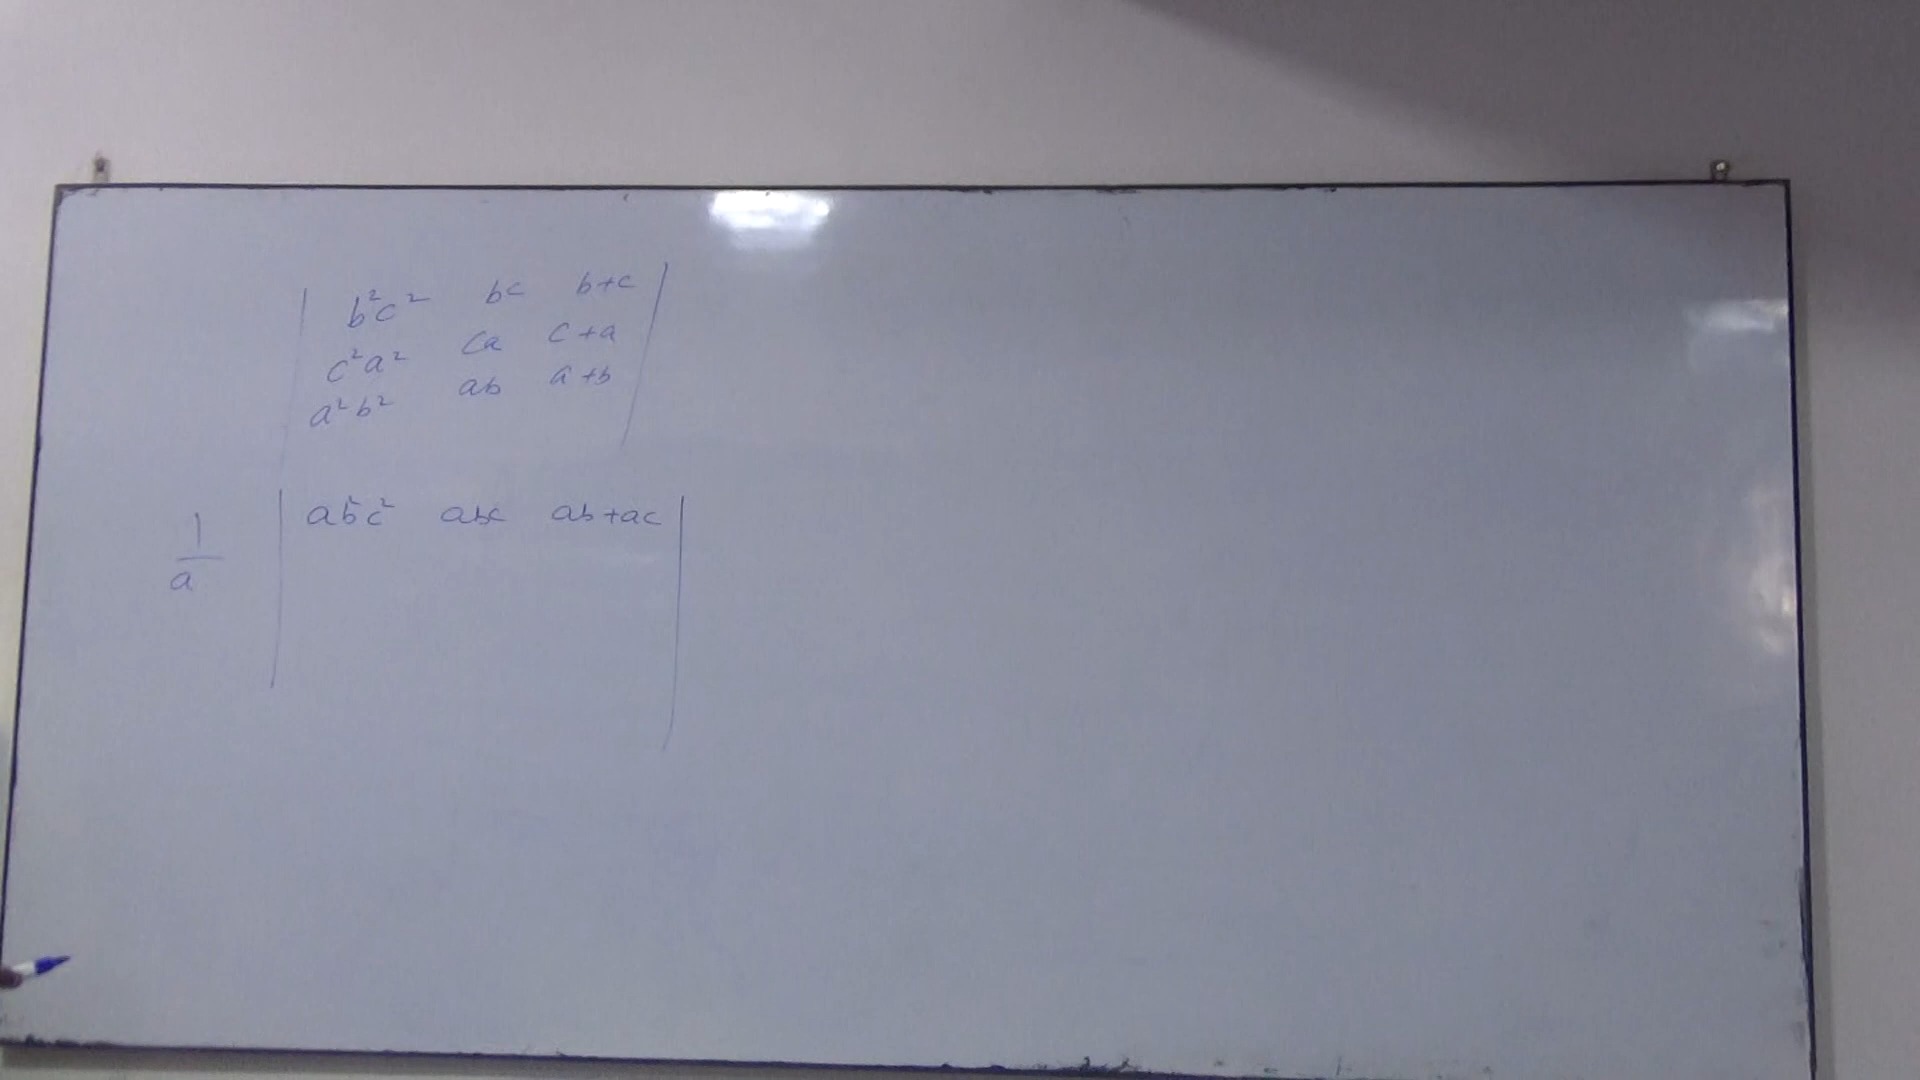 | b²c² bc b+c |
| c²a² ca c+a |
| a²b² ab a+b |
1/a | ab²c² abc ab+ac |